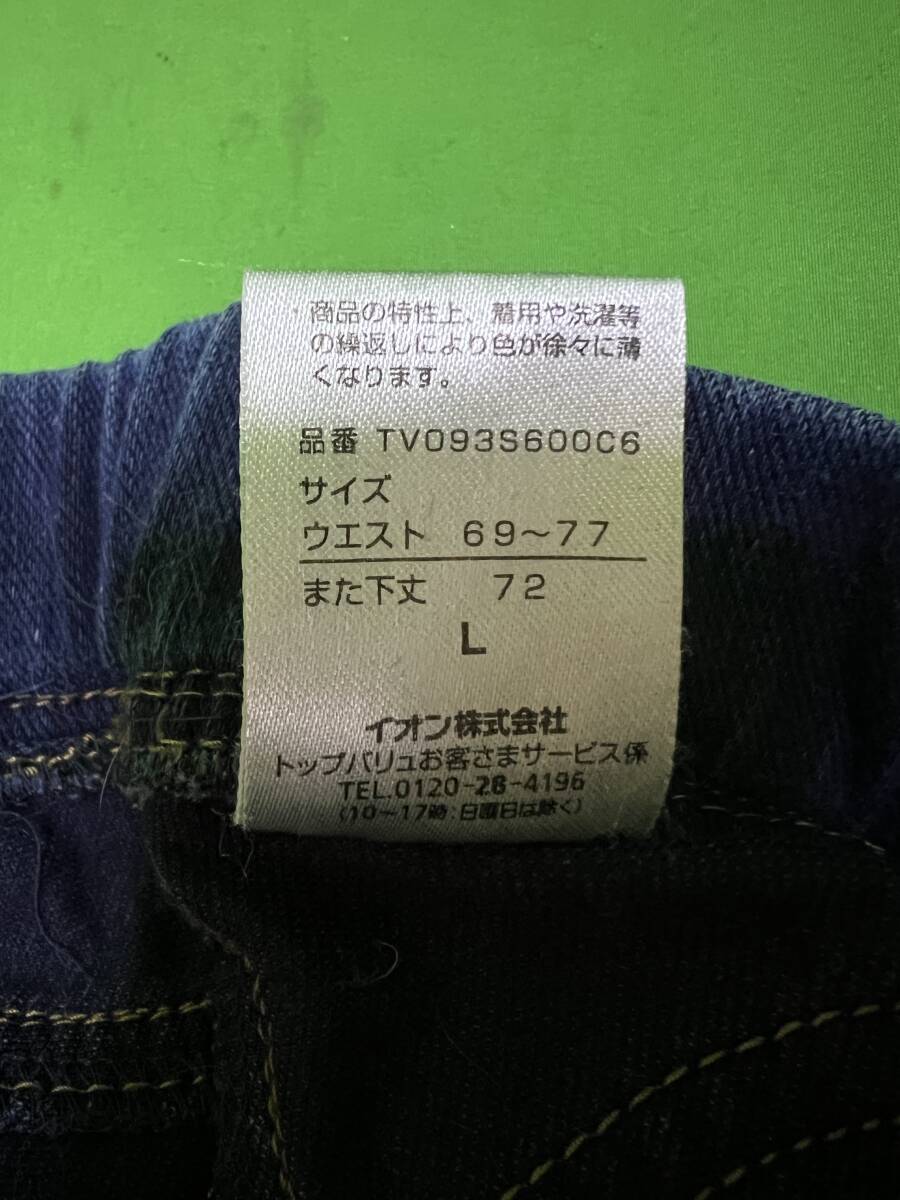 ・商品の特性上、着用や洗濯等
の繰返しにより色が徐々に薄
くなります。
品番 TV093S600C6
サイズ
ウエスト 69～77
また下丈 72
L
イオン株式会社
トップバリュお客さまサービス係
TEL.0120-28-4196
(10～17時:日曜日は除く)